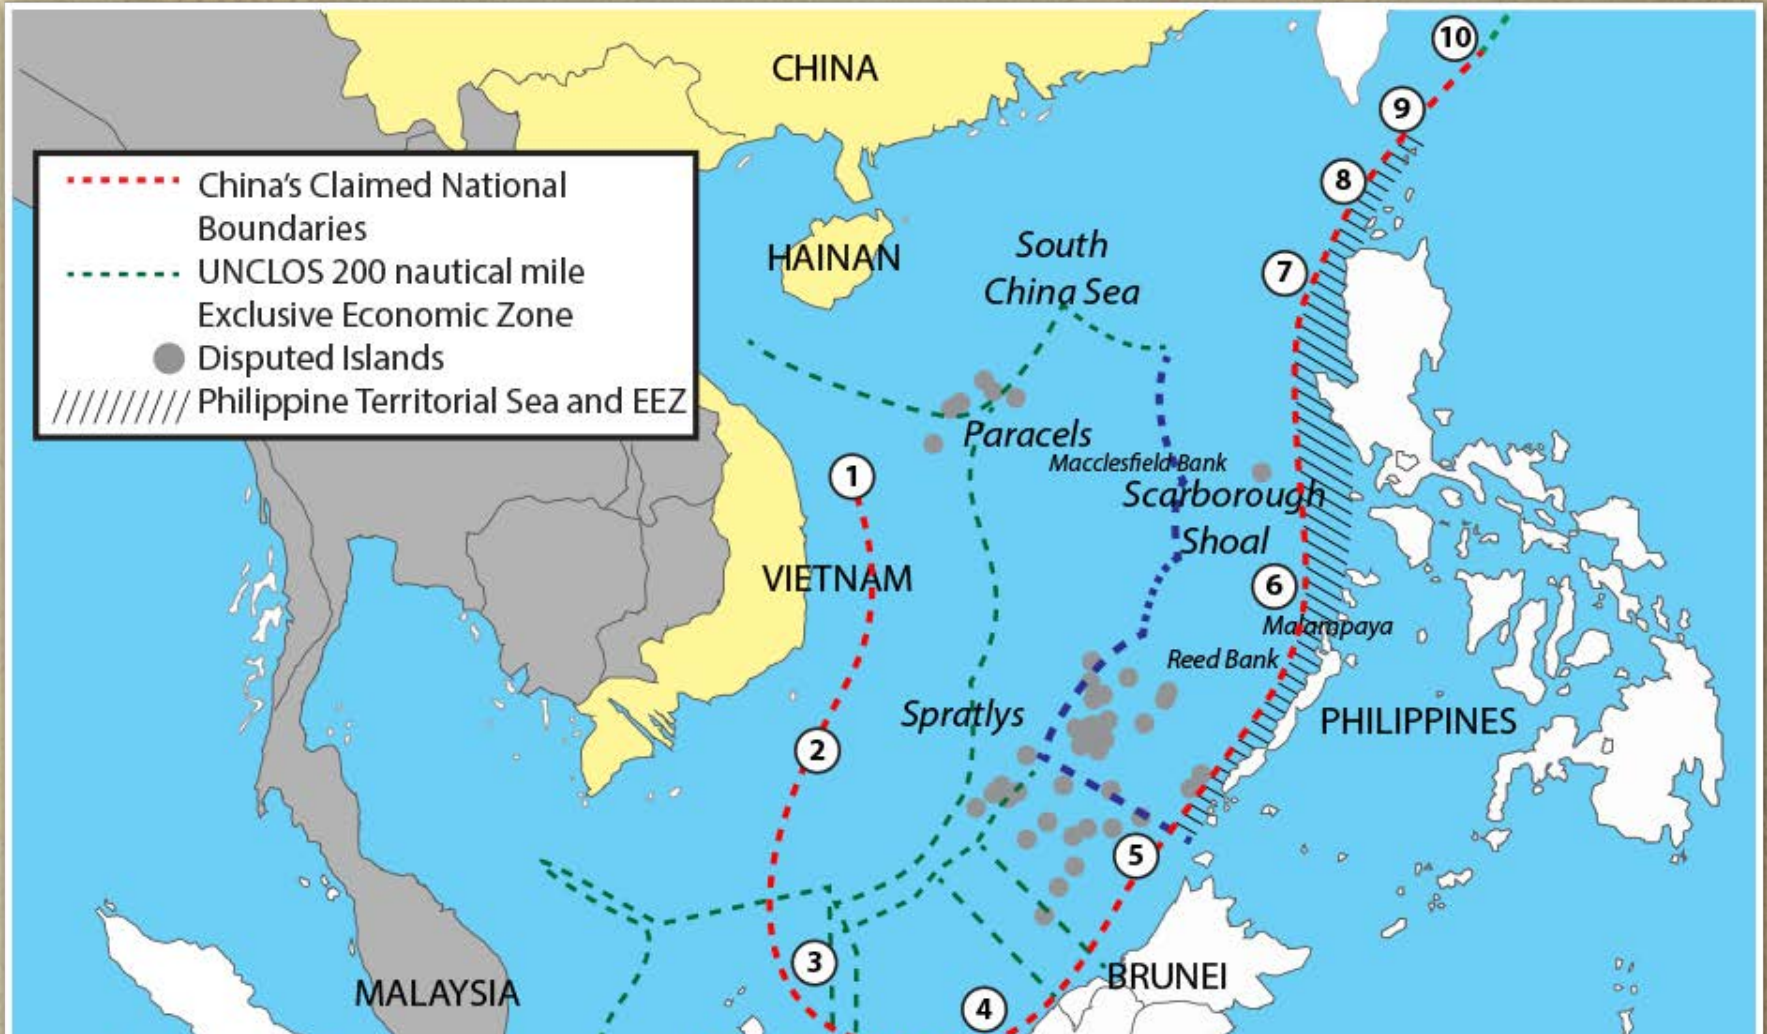 CHINA
10
9
China's Claimed National
Boundaries
UNCLOS 200 nautical mile
Exclusive Economic Zone
Disputed Islands
Philippine Territorial Sea and EEZ
8
HAINAN
South
China Sea
7
Paracels
Macclesfield Bank
1
Scarborough
Shoal
VIETNAM
6
Malampaya
Reed Bank
Spratlys
PHILIPPINES
2
5
3
BRUNEI
MALAYSIA
4